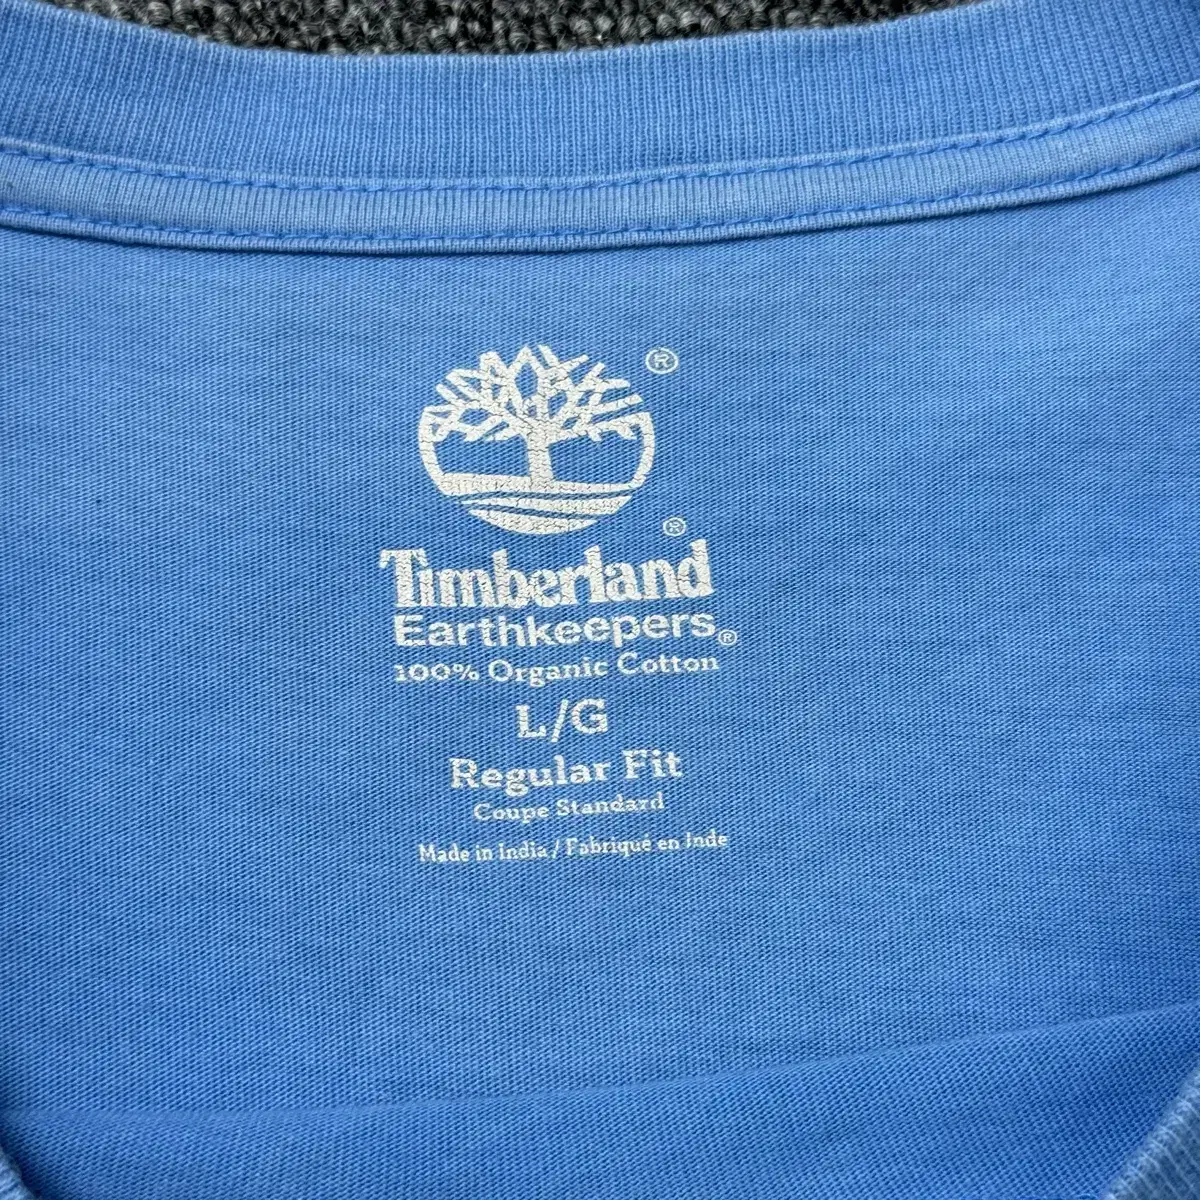 ®
®
Timberland
Earthkeepers®
100% Organic Cotton
L/G
Regular Fit
Coupe Standard
Made in India / Fabriqué en Inde